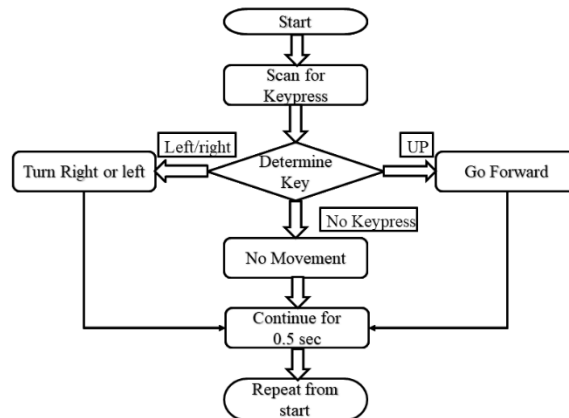 Start
Scan for
Keypress
Left/right
UP
Turn Right or left
Determine
Key
Go Forward
No Keypress
No Movement
Continue for
0.5 sec
Repeat from
start